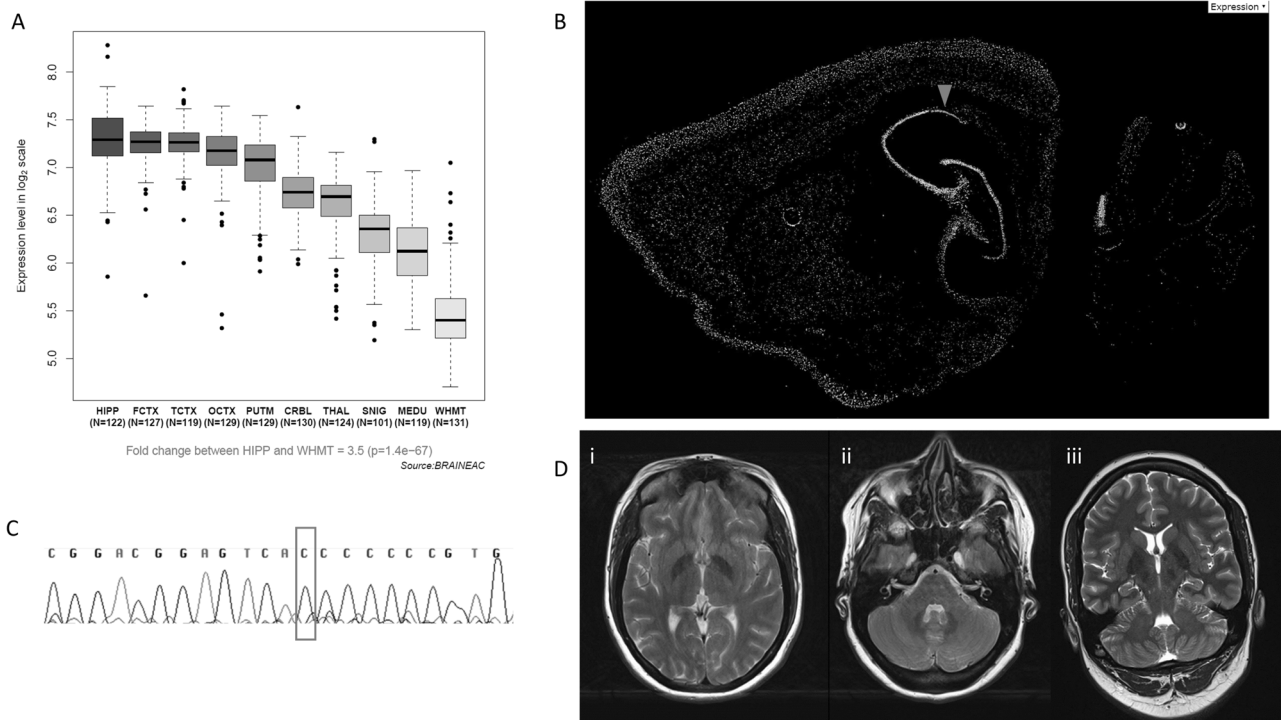 A
Expression level in log2 scale
8.0
7.5
7.0
6.5
6.0
5.5
5.0
HIPP FCTX TCTX OCTX PUTM CRBL THAL SNIG MEDU WHMT
(N=122) (N=127) (N=119) (N=129) (N=129) (N=130) (N=124) (N=101) (N=119) (N=131)
Fold change between HIPP and WHMT = 3.5 (p=1.4e−67)
Source:BRAINEAC
B
Expression
C
C G G A C G G A G T C A C C C C C C C G T G
D
i
ii
iii